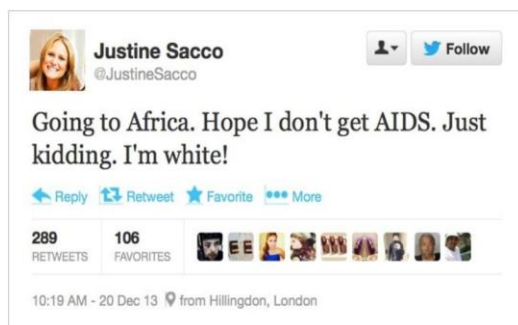 Justine Sacco
@JustineSacco
Follow
Going to Africa. Hope I don't get AIDS. Just
kidding. I'm white!
Reply Retweet Favorite More
289 106
RETWEETS FAVORITES
10:19 AM - 20 Dec 13 from Hillingdon, London